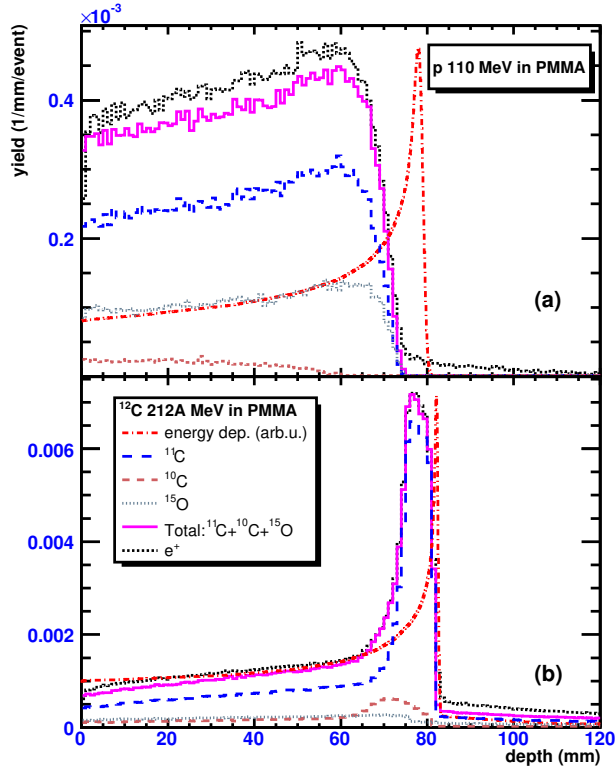 ×10⁻³
yield (1/mm/event)
p 110 MeV in PMMA
0.4
0.2
(a)
¹²C 212A MeV in PMMA
energy dep. (arb.u.)
¹¹C
¹⁰C
¹⁵O
Total:¹¹C+¹⁰C+¹⁵O
e⁺
0.006
0.004
0.002
0
(b)
0 20 40 60 80 100 120
depth (mm)